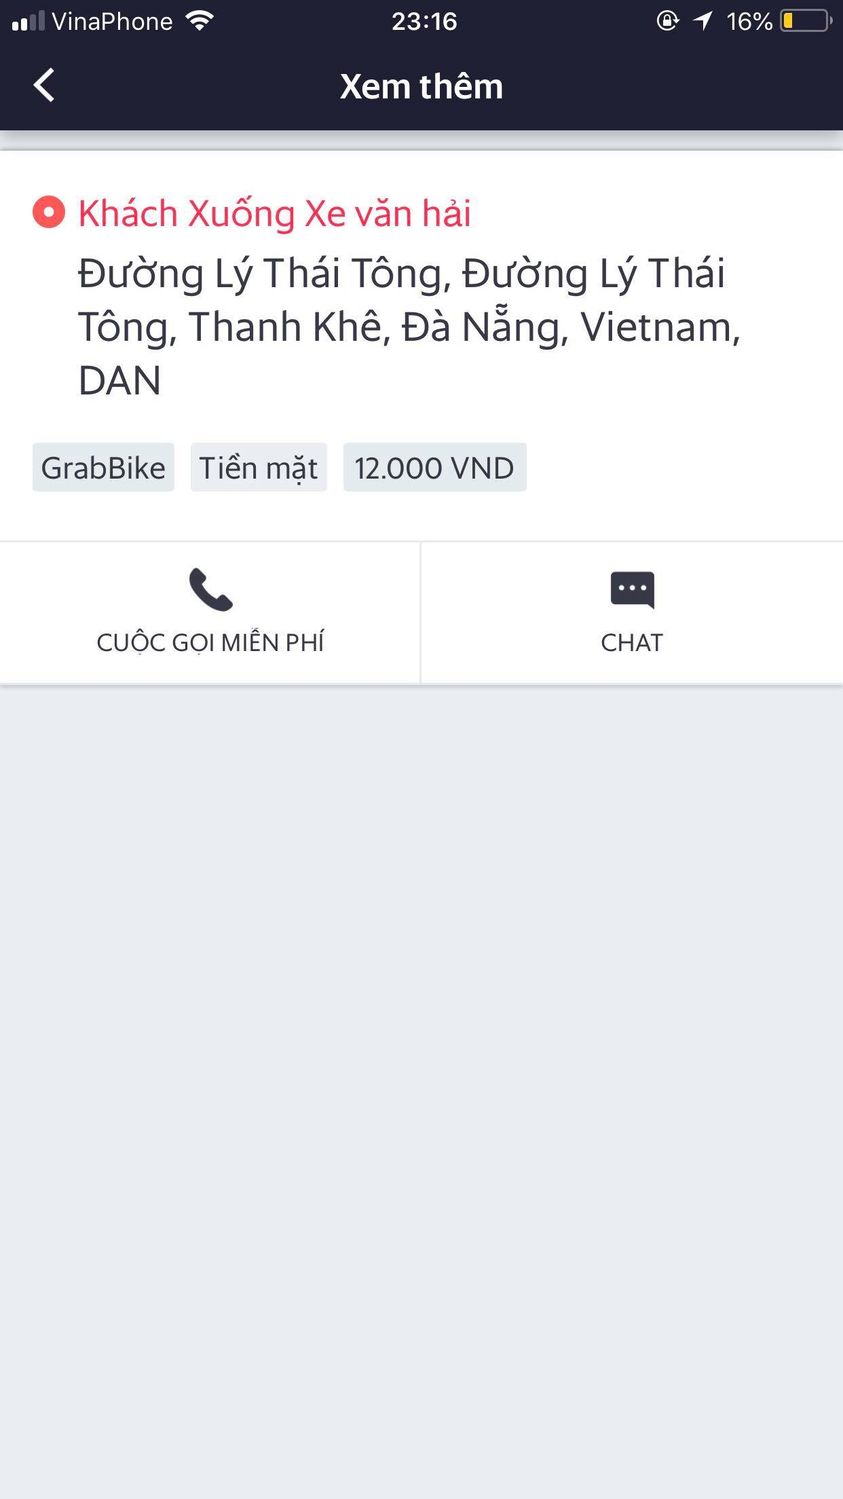 VinaPhone 23:16 16%
Xem thêm
Khách Xuống Xe văn hải
Đường Lý Thái Tông, Đường Lý Thái
Tông, Thanh Khê, Đà Nẵng, Vietnam,
DAN
GrabBike Tiền mặt 12.000 VND
CUỘC GỌI MIỄN PHÍ CHAT